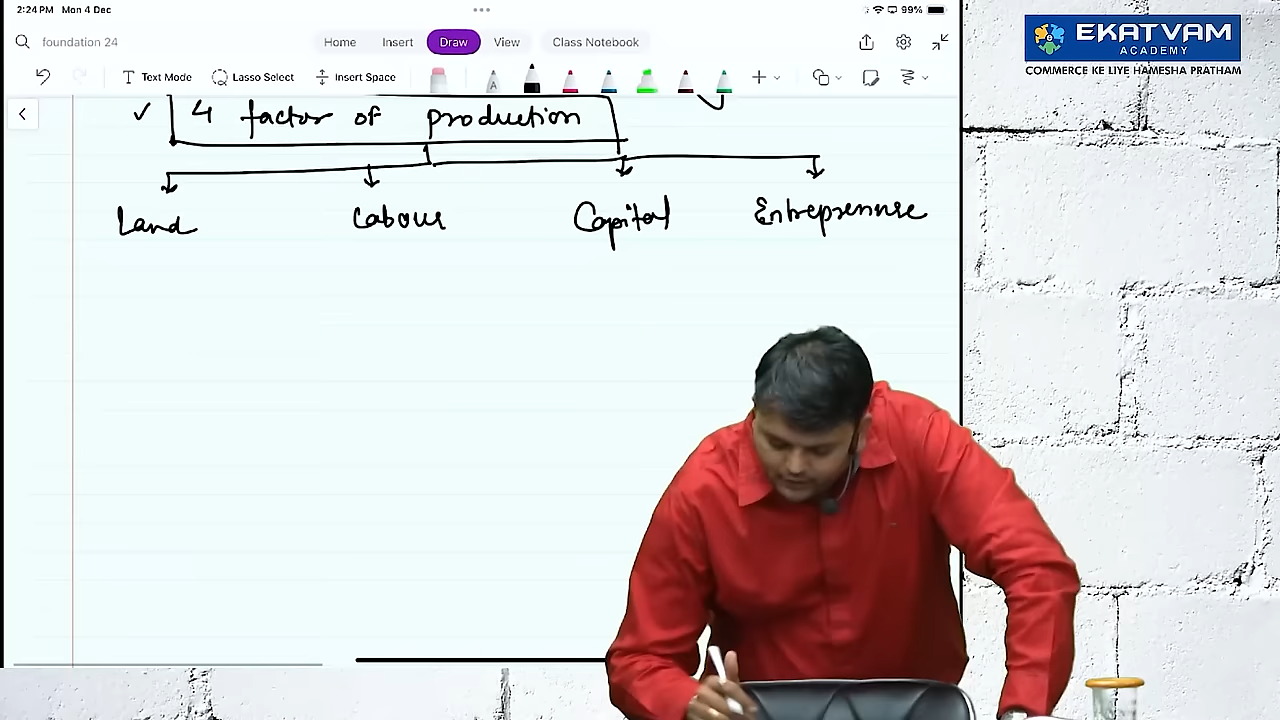 2:24 PM Mon 4 Dec
99%
foundation 24
Home Insert Draw View Class Notebook
Text Mode Lasso Select Insert Space
4 factor of production
Land Labour Capital Entreprenure
EKATVAM
ACADEMY
COMMERCE KE LIYE HAMESHA PRATHAM